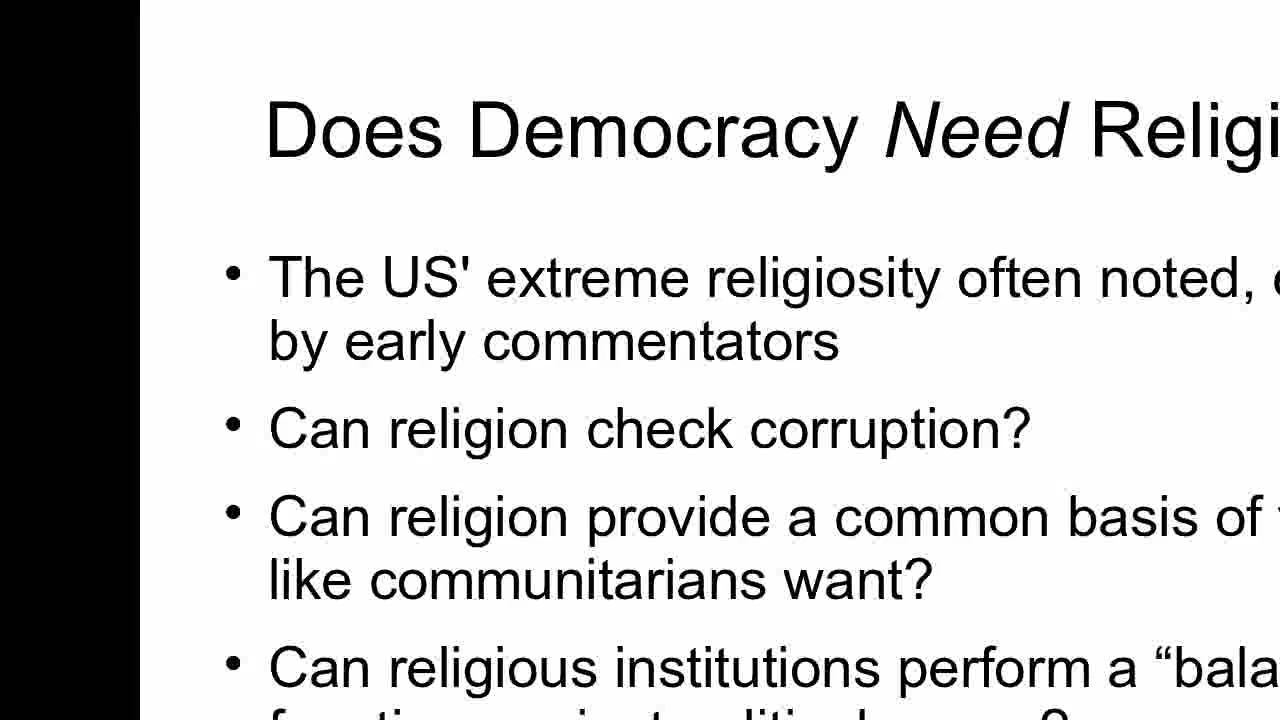 Does Democracy Need Religi
• The US' extreme religiosity often noted,
by early commentators
• Can religion check corruption?
• Can religion provide a common basis of
like communitarians want?
• Can religious institutions perform a “bala